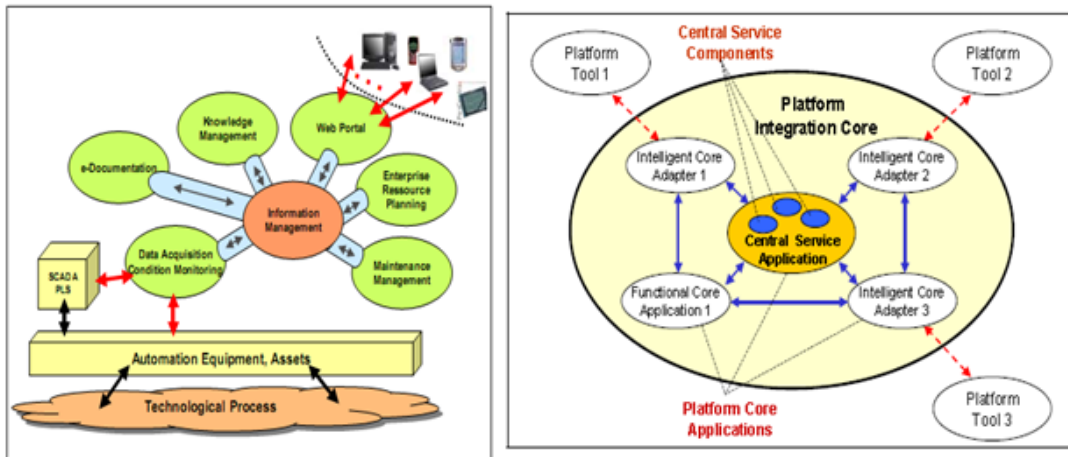 Knowledge
Management
Web Portal
e-Documentation
Enterprise
Ressource
Planning
Information
Management
Data Acquisition
Condition Monitoring
Maintenance
Management
SCADA
PLS
Automation Equipment, Assets
Technological Process
Central Service
Components
Platform
Tool 1
Platform
Tool 2
Platform
Integration Core
Intelligent Core
Adapter 1
Intelligent Core
Adapter 2
Central Service
Application
Functional Core
Application 1
Intelligent Core
Adapter 3
Platform Core
Applications
Platform
Tool 3